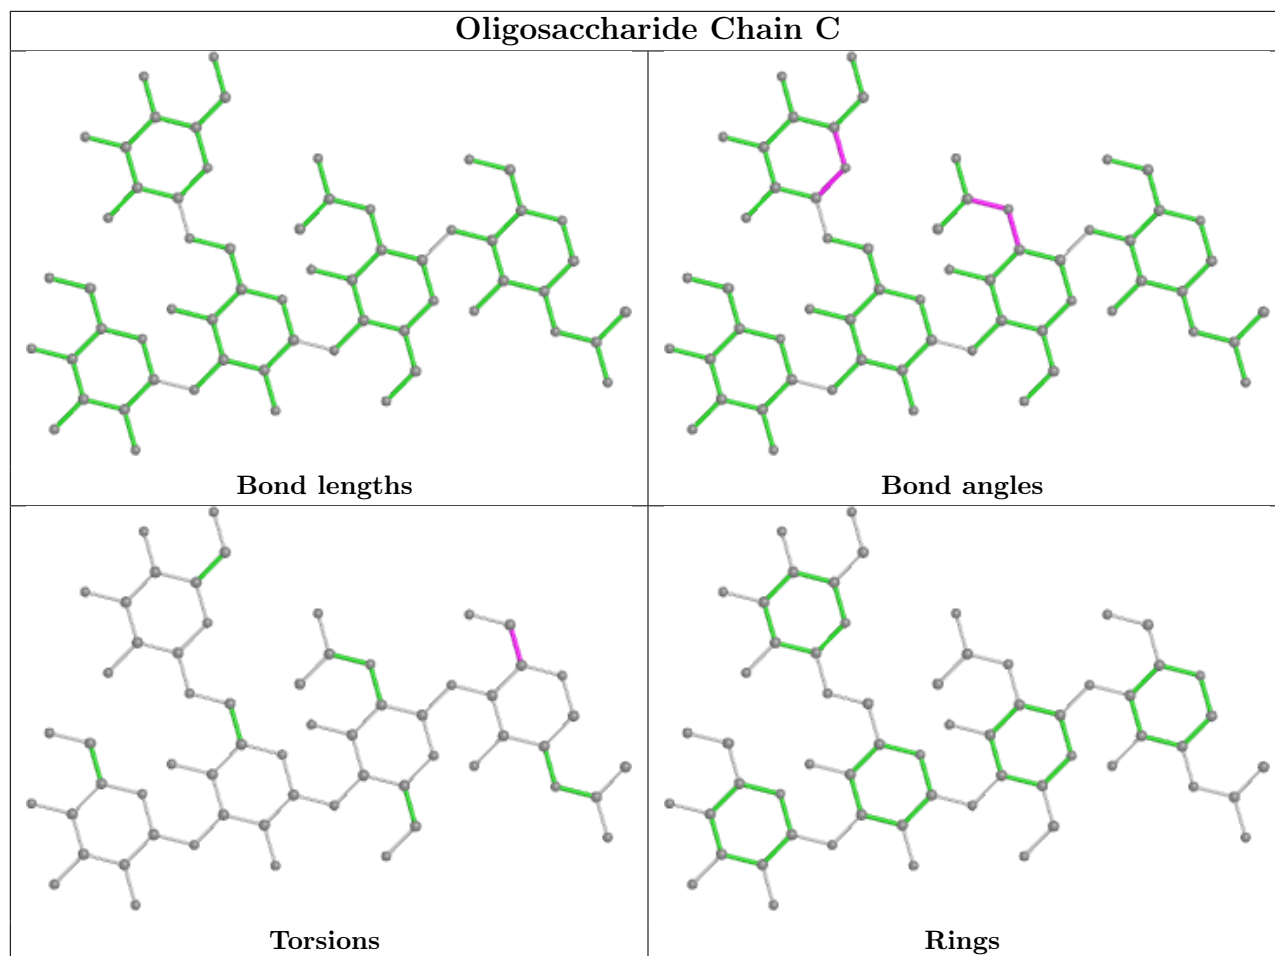 Oligosaccharide Chain C
Bond lengths
Bond angles
Torsions
Rings